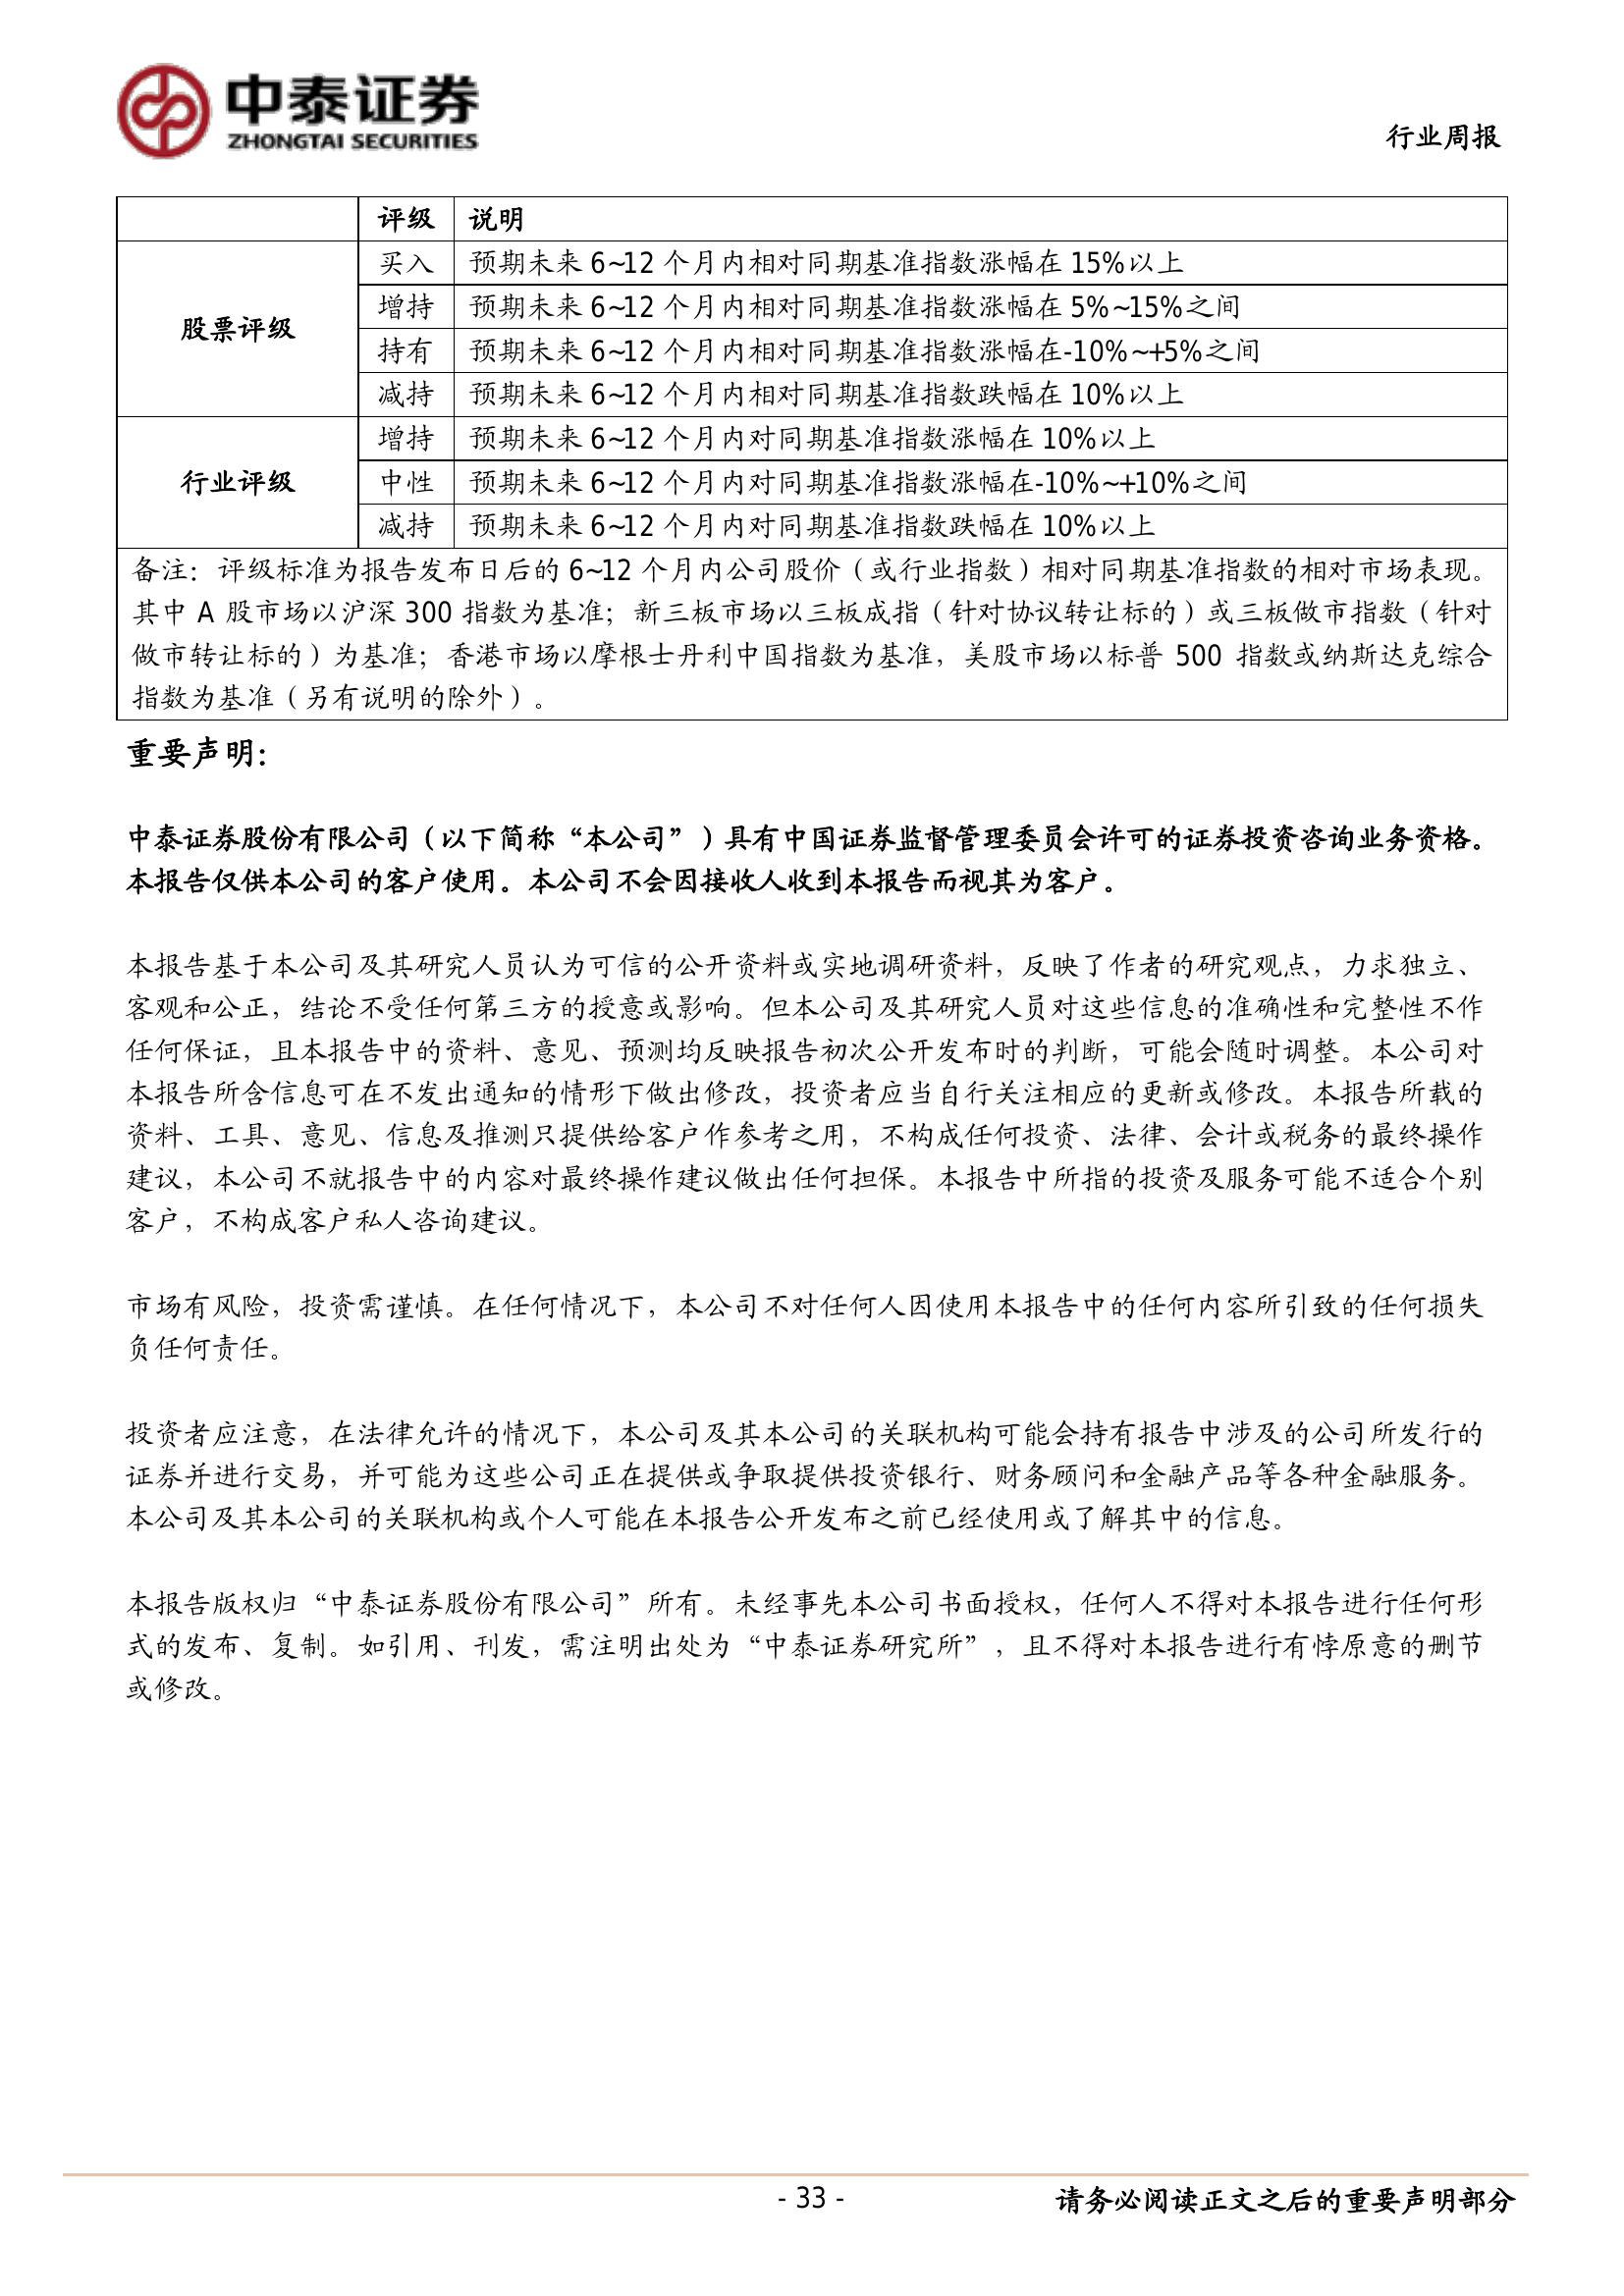 中泰证券
ZHONGTAI SECURITIES
行业周报
评级 说明
股票评级
买入 预期未来 6~12 个月内相对同期基准指数涨幅在 15%以上
增持 预期未来 6~12 个月内相对同期基准指数涨幅在 5%~15%之间
持有 预期未来 6~12 个月内相对同期基准指数涨幅在-10%~+5%之间
减持 预期未来 6~12 个月内相对同期基准指数跌幅在 10%以上
行业评级
增持 预期未来 6~12 个月内对同期基准指数涨幅在 10%以上
中性 预期未来 6~12 个月内对同期基准指数涨幅在-10%~+10%之间
减持 预期未来 6~12 个月内对同期基准指数跌幅在 10%以上
备注：评级标准为报告发布日后的 6~12 个月内公司股价（或行业指数）相对同期基准指数的相对市场表现。
其中 A 股市场以沪深 300 指数为基准；新三板市场以三板成指（针对协议转让标的）或三板做市指数（针对
做市转让标的）为基准；香港市场以摩根士丹利中国指数为基准，美股市场以标普 500 指数或纳斯达克综合
指数为基准（另有说明的除外）。
重要声明：
中泰证券股份有限公司（以下简称“本公司”）具有中国证券监督管理委员会许可的证券投资咨询业务资格。
本报告仅供本公司的客户使用。本公司不会因接收人收到本报告而视其为客户。
本报告基于本公司及其研究人员认为可信的公开资料或实地调研资料，反映了作者的研究观点，力求独立、
客观和公正，结论不受任何第三方的授意或影响。但本公司及其研究人员对这些信息的准确性和完整性不作
任何保证，且本报告中的资料、意见、预测均反映报告初次公开发布时的判断，可能会随时调整。本公司对
本报告所含信息可在不发出通知的情形下做出修改，投资者应当自行关注相应的更新或修改。本报告所载的
资料、工具、意见、信息及推测只提供给客户作参考之用，不构成任何投资、法律、会计或税务的最终操作
建议，本公司不就报告中的内容对最终操作建议做出任何担保。本报告中所指的投资及服务可能不适合个别
客户，不构成客户私人咨询建议。
市场有风险，投资需谨慎。在任何情况下，本公司不对任何人因使用本报告中的任何内容所引致的任何损失
负任何责任。
投资者应注意，在法律允许的情况下，本公司及其本公司的关联机构可能会持有报告中涉及的公司所发行的
证券并进行交易，并可能为这些公司正在提供或争取提供投资银行、财务顾问和金融产品等各种金融服务。
本公司及其本公司的关联机构或个人可能在本报告公开发布之前已经使用或了解其中的信息。
本报告版权归“中泰证券股份有限公司”所有。未经事先本公司书面授权，任何人不得对本报告进行任何形
式的发布、复制。如引用、刊发，需注明出处为“中泰证券研究所”，且不得对本报告进行有悖原意的删节
或修改。
- 33 -
请务必阅读正文之后的重要声明部分